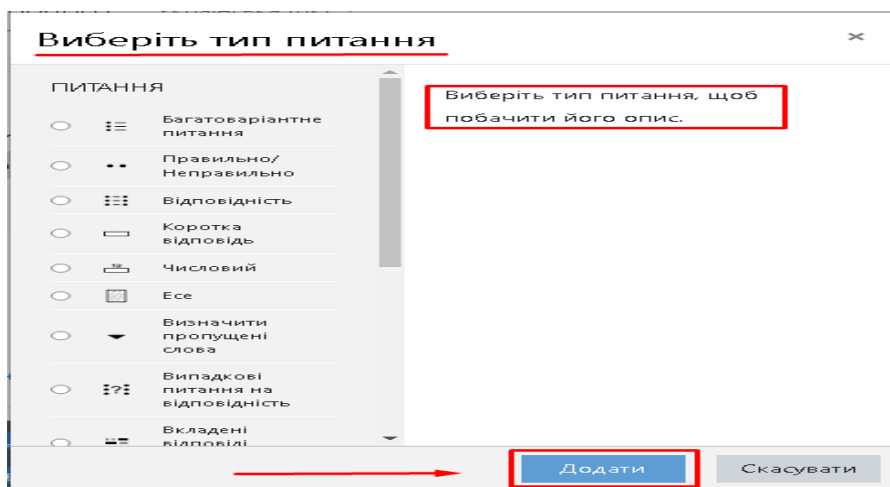 Виберіть тип питання
×
ПИТАННЯ
Багатоваріантне
питання
Правильно/
Неправильно
Відповідність
Коротка
відповідь
Числовий
Есе
Визначити
пропущені
слова
Випадкові
питання на
відповідність
Вкладені
відповіді
Виберіть тип питання, щоб
побачити його опис.
Додати
Скасувати